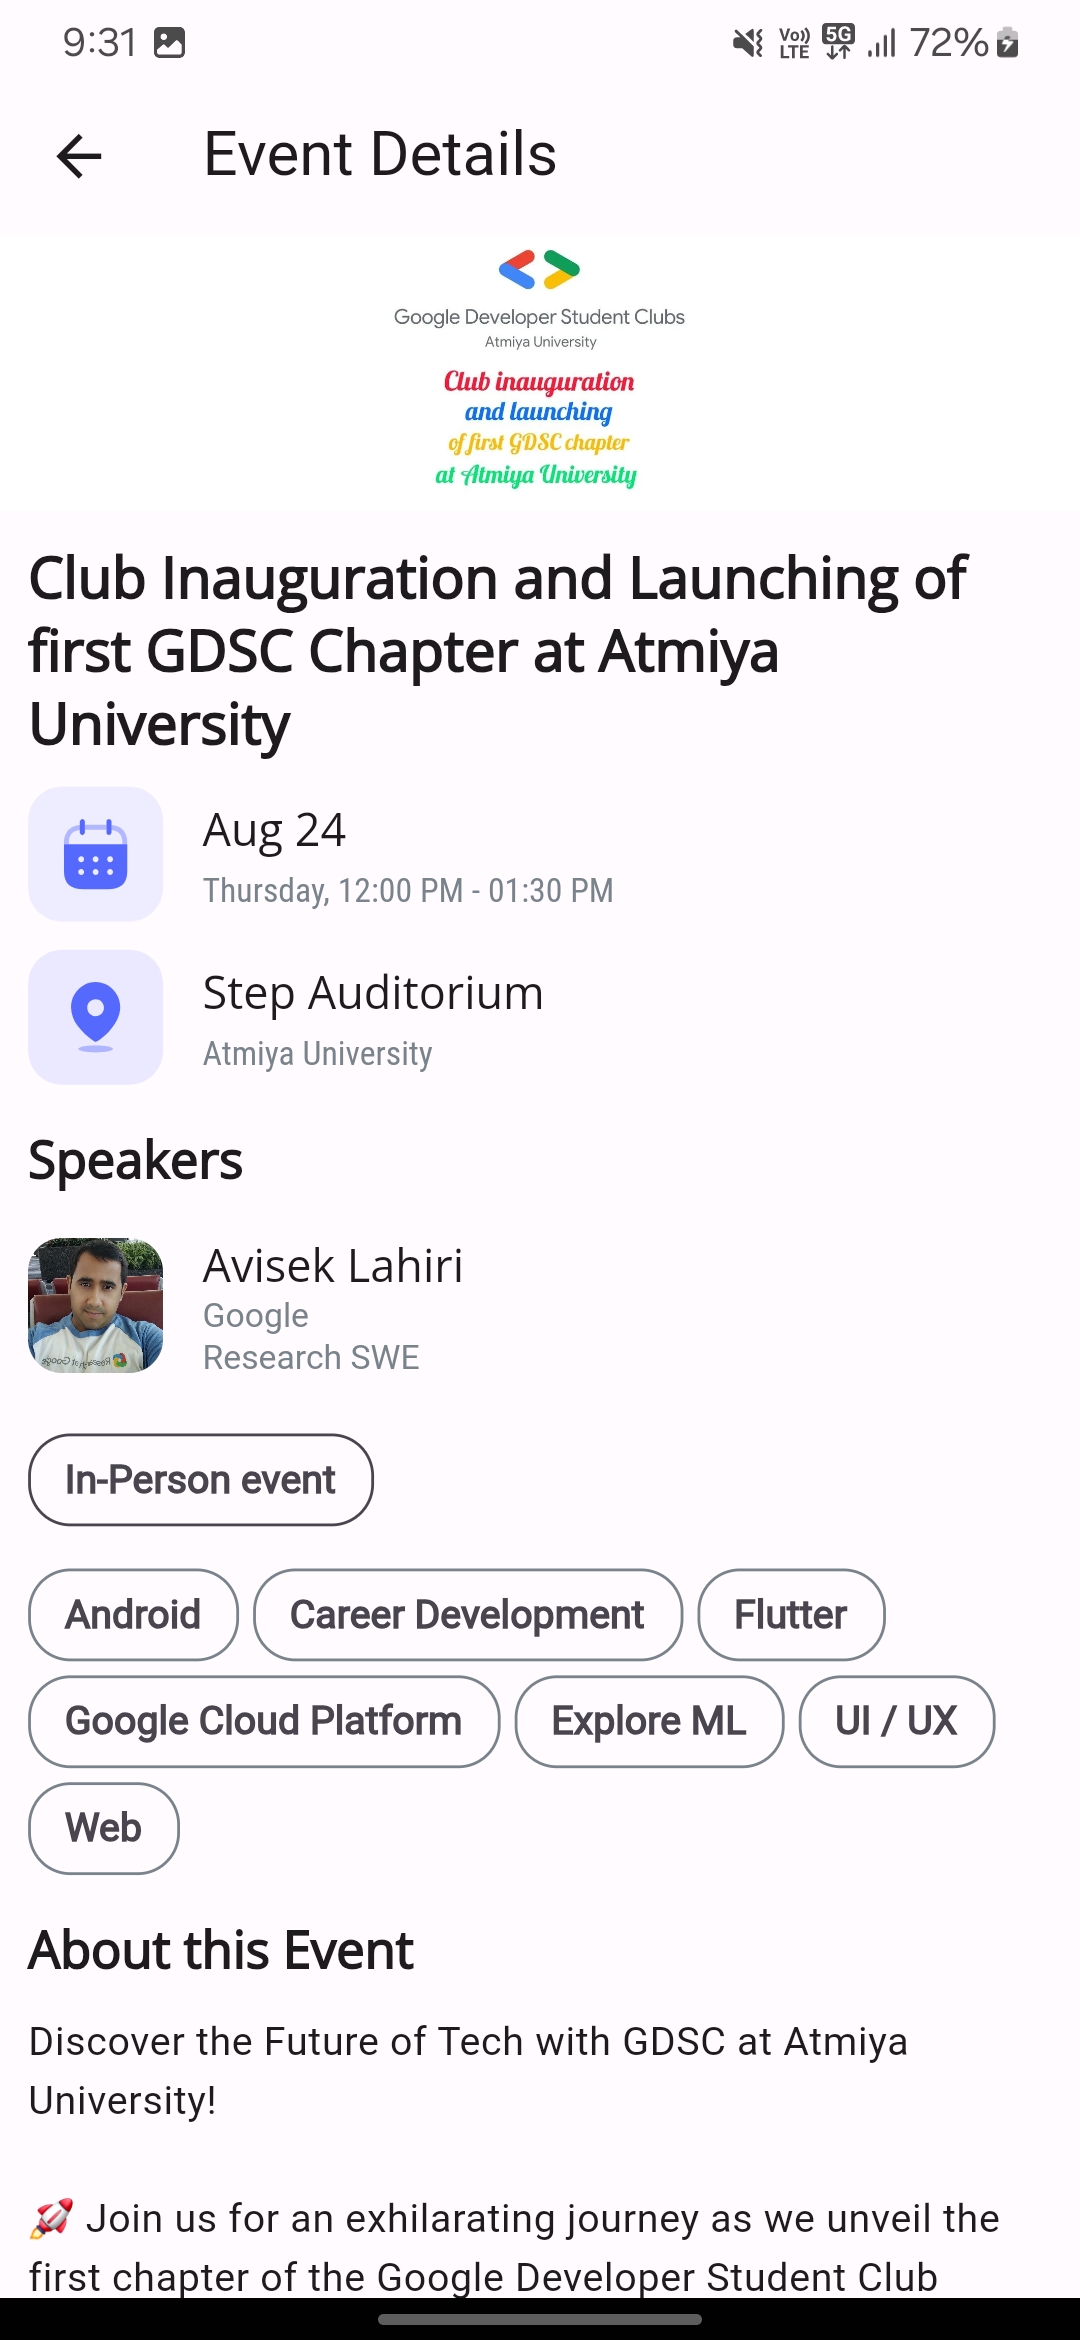 9:31
Vo)) LTE 5G 72%
Event Details
Google Developer Student Clubs
Atmiya University
Club inauguration
and launching
of first GDSC chapter
at Atmiya University
Club Inauguration and Launching of
first GDSC Chapter at Atmiya
University
Aug 24
Thursday, 12:00 PM - 01:30 PM
Step Auditorium
Atmiya University
Speakers
Avisek Lahiri
Google
Research SWE
In-Person event
Android Career Development Flutter
Google Cloud Platform Explore ML UI / UX
Web
About this Event
Discover the Future of Tech with GDSC at Atmiya
University!
🚀 Join us for an exhilarating journey as we unveil the
first chapter of the Google Developer Student Club